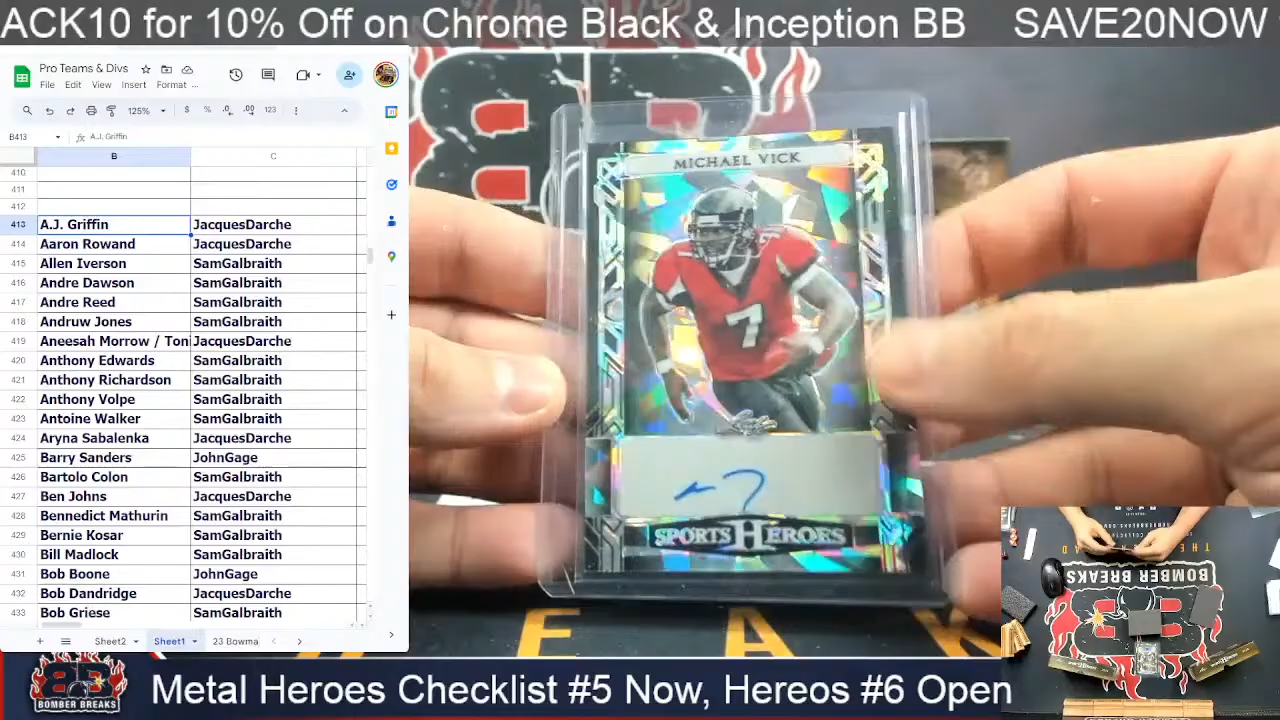 ACK10 for 10% Off on Chrome Black & Inception BB SAVE20NOW
Pro Teams & Divs
File Edit View Insert Format ...
125% $ % .0 .00 123
B413 fx A.J. Griffin
B C
410
411
412
413 A.J. Griffin JacquesDarche
414 Aaron Rowand JacquesDarche
415 Allen Iverson SamGalbraith
416 Andre Dawson SamGalbraith
417 Andre Reed SamGalbraith
418 Andruw Jones SamGalbraith
419 Aneesah Morrow / Toni JacquesDarche
420 Anthony Edwards SamGalbraith
421 Anthony Richardson SamGalbraith
422 Anthony Volpe SamGalbraith
423 Antoine Walker SamGalbraith
424 Aryna Sabalenka JacquesDarche
425 Barry Sanders JohnGage
426 Bartolo Colon SamGalbraith
427 Ben Johns JacquesDarche
428 Bennedict Mathurin SamGalbraith
429 Bernie Kosar SamGalbraith
430 Bill Madlock SamGalbraith
431 Bob Boone JohnGage
432 Bob Dandridge JacquesDarche
433 Bob Griese SamGalbraith
Sheet2 Sheet1 23 Bowma
MICHAEL VICK
7
SPORTS HEROES
E A K
BOMBER BREAKS
BOMBER BREAKS
Metal Heroes Checklist #5 Now, Hereos #6 Open